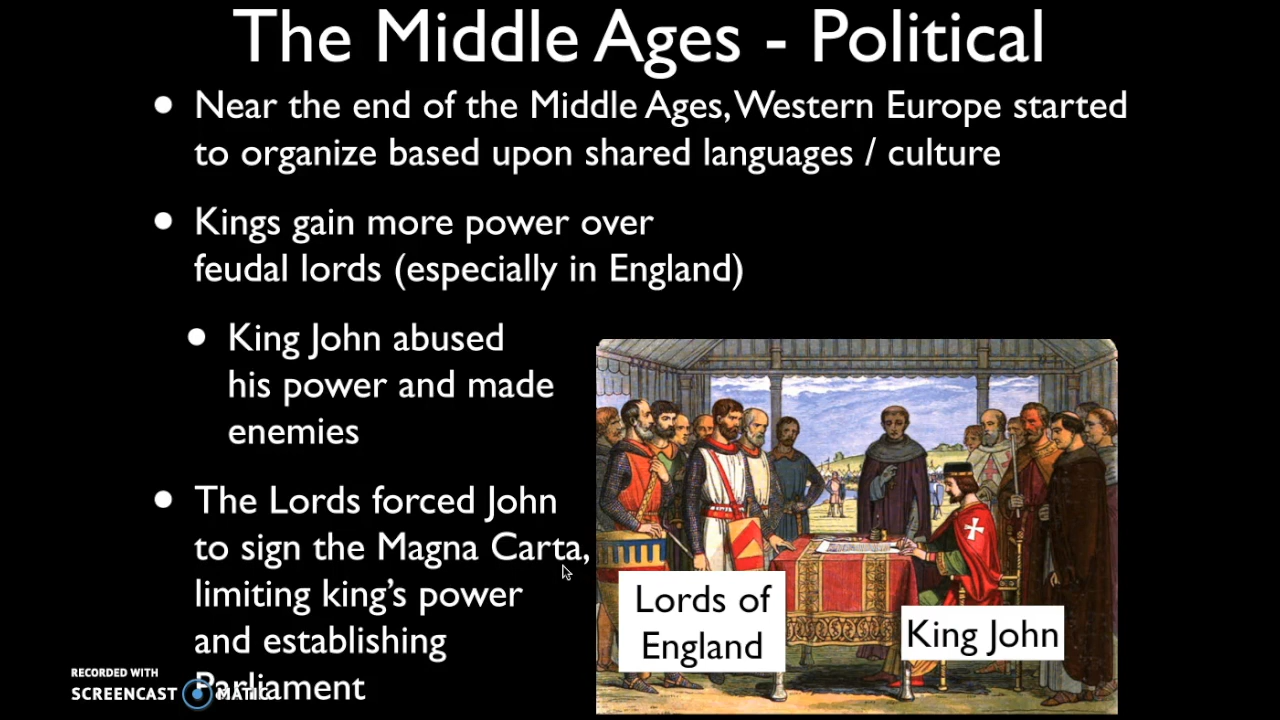 The Middle Ages - Political
• Near the end of the Middle Ages, Western Europe started
to organize based upon shared languages / culture
• Kings gain more power over
feudal lords (especially in England)
• King John abused
his power and made
enemies
• The Lords forced John
to sign the Magna Carta,
limiting king's power
and establishing
Parliament
Lords of
England
King John
RECORDED WITH
SCREENCAST MATIC